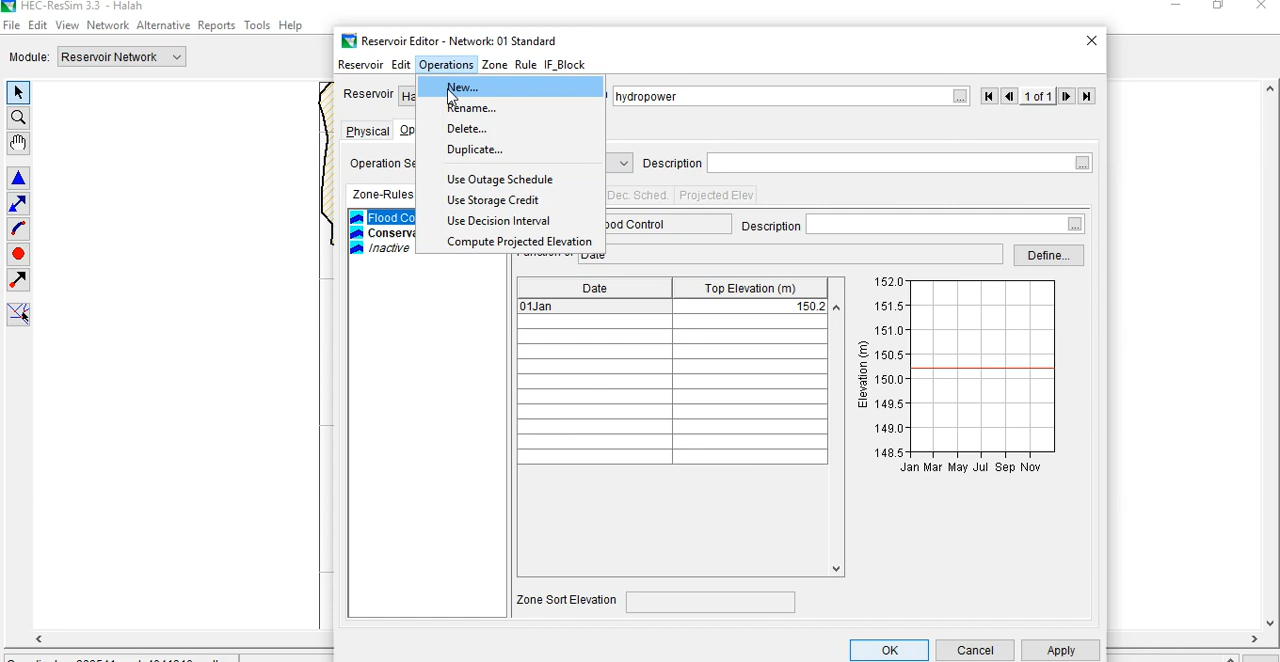 HEC-ResSim 3.3 - Halah
File Edit View Network Alternative Reports Tools Help
Module: Reservoir Network
Reservoir Editor - Network: 01 Standard
Reservoir Edit Operations Zone Rule IF_Block
New...
Rename...
Delete...
Duplicate...
Use Outage Schedule
Use Storage Credit
Use Decision Interval
Compute Projected Elevation
Reservoir Ha
hydropower
... 1 of 1
Physical Op
Operation Se
Description ...
Zone-Rules
Dec. Sched. Projected Elev
Flood Co
Conserva
Inactive
ood Control Description ...
Function of Date
Define...
Date Top Elevation (m)
01Jan 150.2
Elevation (m)
152.0
151.5
151.0
150.5
150.0
149.5
149.0
148.5
Jan Mar May Jul Sep Nov
Zone Sort Elevation
OK Cancel Apply